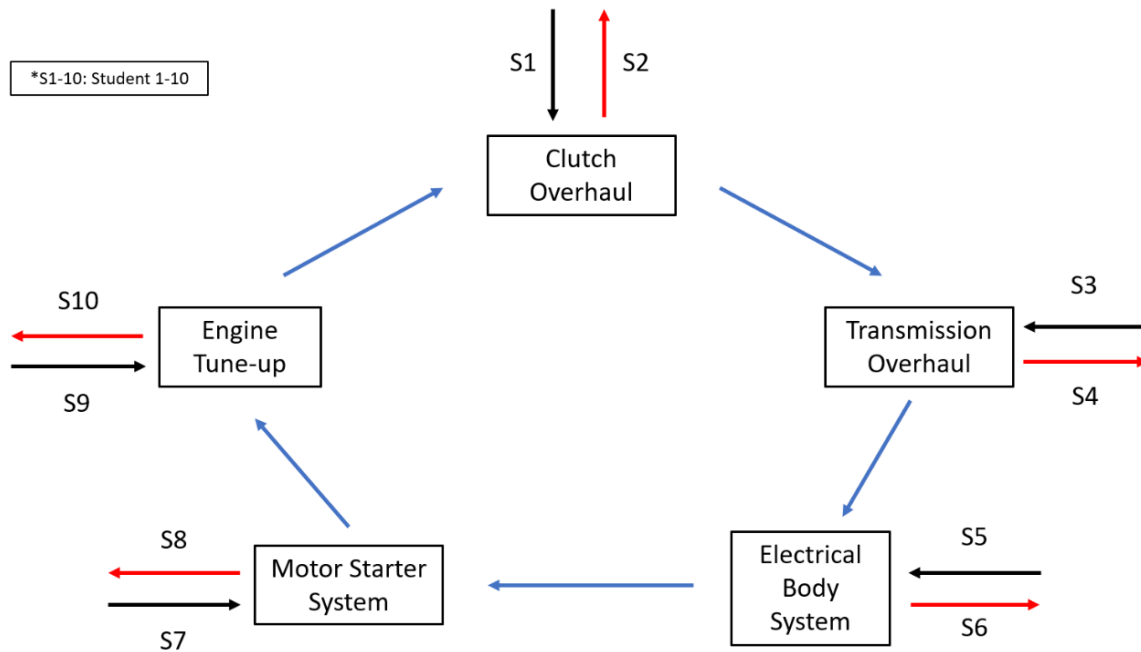 S1
S2
*S1-10: Student 1-10
Clutch
Overhaul
S10
Engine
Tune-up
S9
S3
Transmission
Overhaul
S4
S8
Motor Starter
System
S7
Electrical
Body
System
S5
S6